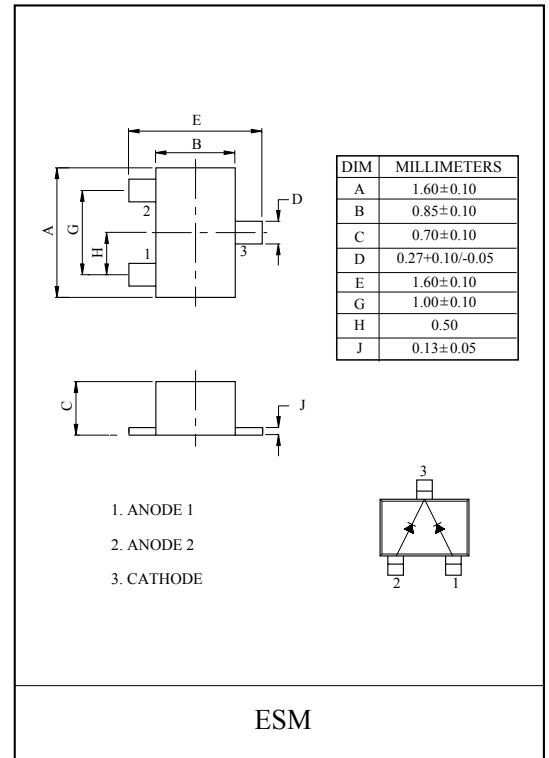 E
B
D
A
G
H
2
1
3
DIM MILLIMETERS
A 1.60±0.10
B 0.85±0.10
C 0.70±0.10
D 0.27+0.10/-0.05
E 1.60±0.10
G 1.00±0.10
H 0.50
J 0.13±0.05
C
J
1. ANODE 1
2. ANODE 2
3. CATHODE
3
2 1
ESM